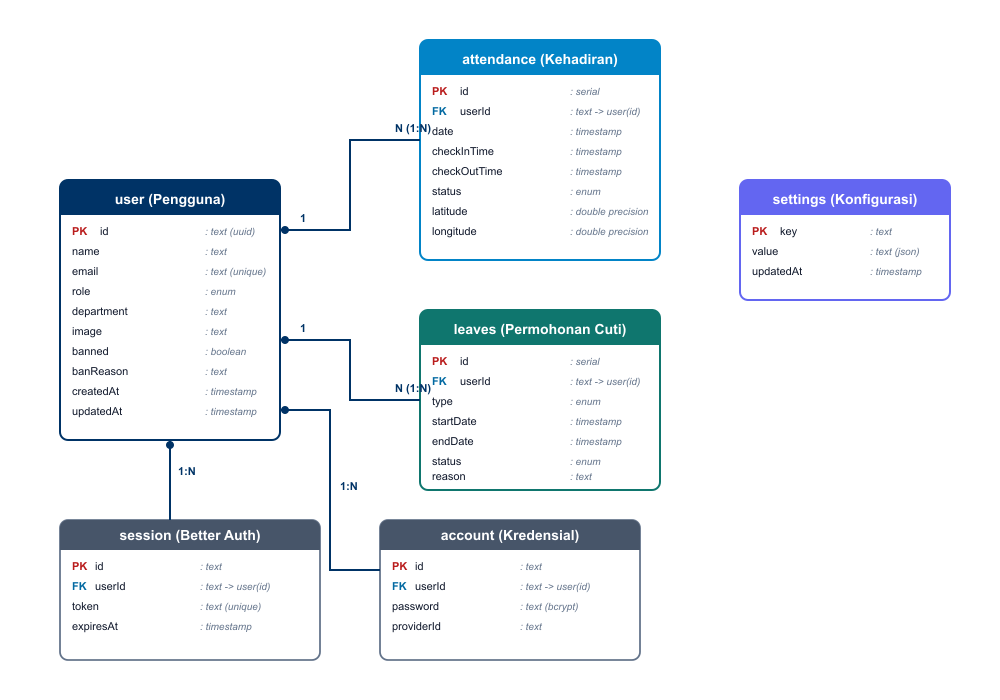 attendance (Kehadiran)
PK id : serial
FK userId : text -> user(id)
date : timestamp
checkInTime : timestamp
checkOutTime : timestamp
status : enum
latitude : double precision
longitude : double precision
N (1:N)
1
user (Pengguna)
PK id : text (uuid)
name : text
email : text (unique)
role : enum
department : text
image : text
banned : boolean
banReason : text
createdAt : timestamp
updatedAt : timestamp
settings (Konfigurasi)
PK key : text
value : text (json)
updatedAt : timestamp
1
N (1:N)
leaves (Permohonan Cuti)
PK id : serial
FK userId : text -> user(id)
type : enum
startDate : timestamp
endDate : timestamp
status : enum
reason : text
1:N
1:N
session (Better Auth)
PK id : text
FK userId : text -> user(id)
token : text (unique)
expiresAt : timestamp
account (Kredensial)
PK id : text
FK userId : text -> user(id)
password : text (bcrypt)
providerId : text